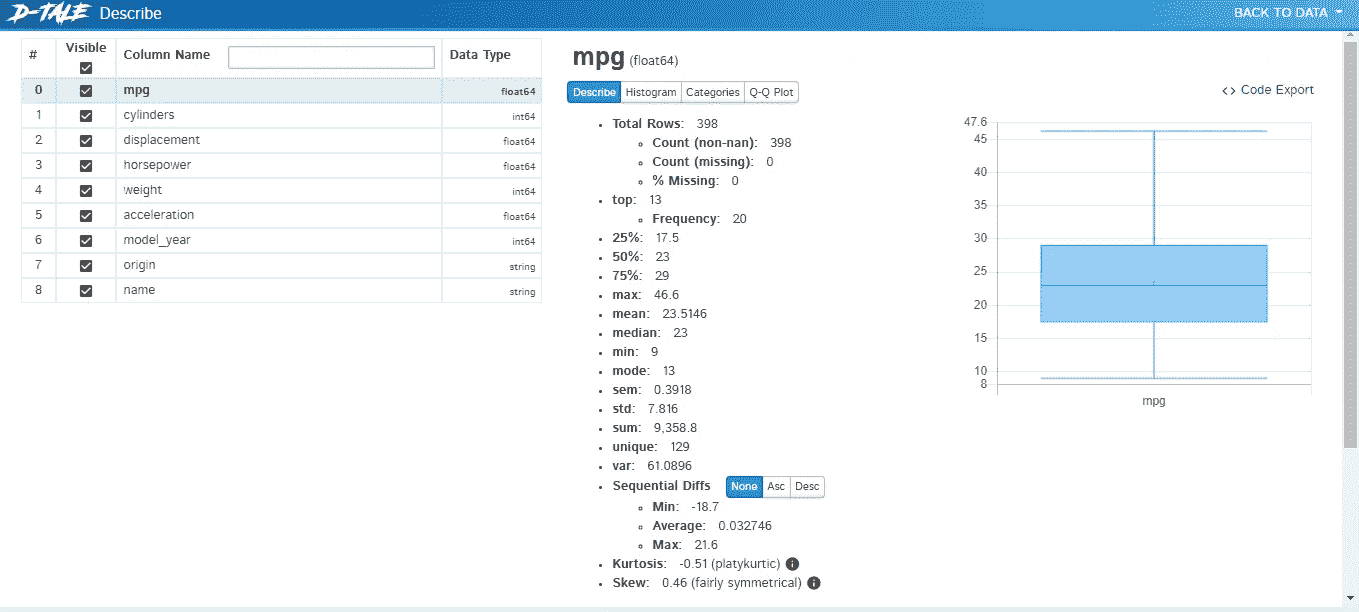 D-TALE Describe
BACK TO DATA
# Visible Column Name Data Type
0 mpg float64
1 cylinders int64
2 displacement float64
3 horsepower float64
4 weight int64
5 acceleration float64
6 model_year int64
7 origin string
8 name string
mpg (float64)
Describe Histogram Categories Q-Q Plot
Code Export
Total Rows: 398
Count (non-nan): 398
Count (missing): 0
% Missing: 0
top: 13
Frequency: 20
25%: 17.5
50%: 23
75%: 29
max: 46.6
mean: 23.5146
median: 23
min: 9
mode: 13
sem: 0.3918
std: 7.816
sum: 9,358.8
unique: 129
var: 61.0896
Sequential Diffs None Asc Desc
Min: -18.7
Average: 0.032746
Max: 21.6
Kurtosis: -0.51 (platykurtic)
Skew: 0.46 (fairly symmetrical)
47.6
45
40
35
30
25
20
15
10
8
mpg